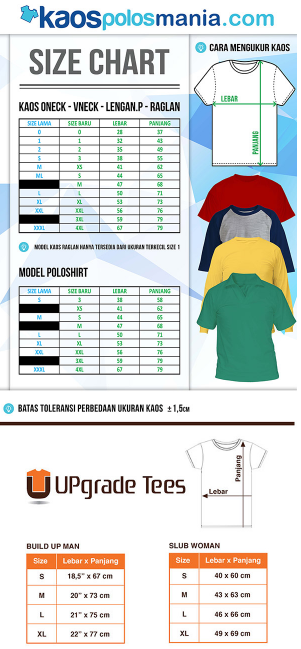 kaospolosmania.com
SIZE CHART
CARA MENGUKUR KAOS
LEBAR
PANJANG
KAOS ONECK - VNECK - LENGAN.P - RAGLAN
SIZE LAMA SIZE BARU LEBAR PANJANG
0 0 28 37
1 1 32 43
2 2 35 49
3 3 38 55
M XS 41 62
ML S 44 65
M 47 68
L L 50 71
XL XL 53 73
XXL XXL 56 76
3XL 59 79
XXXL 4XL 67 79
MODEL KAOS RAGLAN HANYA TERSEDIA DARI UKURAN TERKECIL SIZE 1
MODEL POLOSHIRT
SIZE LAMA SIZE BARU LEBAR PANJANG
S 3 38 58
XS 41 62
M S 44 65
M 47 68
L L 50 71
XL XL 53 73
XXL XXL 56 76
3XL 59 79
XXXL 4XL 67 79
BATAS TOLERANSI PERBEDAAN UKURAN KAOS ± 1,5CM
UPgrade Tees
Panjang
Lebar
BUILD UP MAN
Size Lebar x Panjang
S 18,5" x 67 cm
M 20" x 73 cm
L 21" x 75 cm
XL 22" x 77 cm
SLUB WOMAN
Size Lebar x Panjang
S 40 x 60 cm
M 43 x 63 cm
L 46 x 66 cm
XL 49 x 69 cm